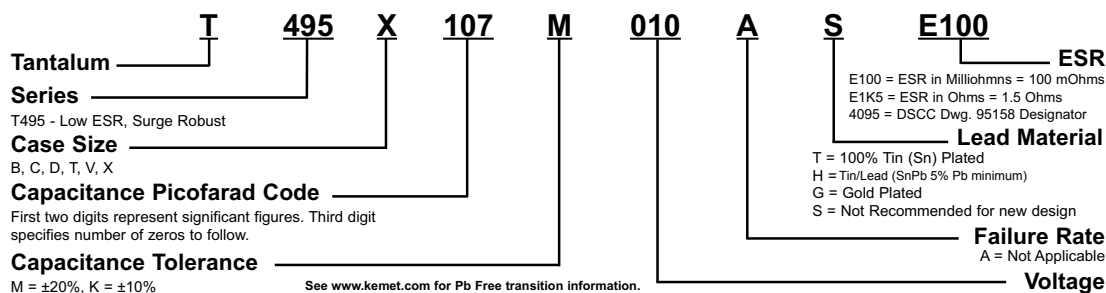 T 495 X 107 M 010 A S E100
Tantalum
Series
T495 - Low ESR, Surge Robust
Case Size
B, C, D, T, V, X
Capacitance Picofarad Code
First two digits represent significant figures. Third digit
specifies number of zeros to follow.
Capacitance Tolerance
M = ±20%, K = ±10%
See www.kemet.com for Pb Free transition information.
ESR
E100 = ESR in Milliohmns = 100 mOhms
E1K5 = ESR in Ohms = 1.5 Ohms
4095 = DSCC Dwg. 95158 Designator
Lead Material
T = 100% Tin (Sn) Plated
H = Tin/Lead (SnPb 5% Pb minimum)
G = Gold Plated
S = Not Recommended for new design
Failure Rate
A = Not Applicable
Voltage